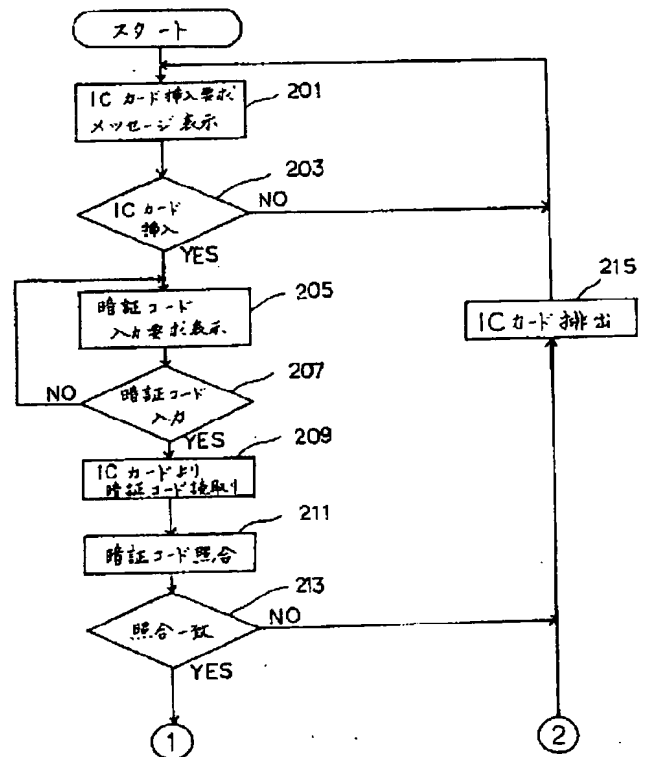 スタート
ICカード挿入要求
メッセージ表示
201
203
ICカード
挿入
NO
YES
215
ICカード排出
205
暗証コード
入力要求表示
207
NO
暗証コード
入力
YES
209
ICカードより
暗証コード読取り
211
暗証コード照合
213
照合一致
NO
YES
1
2